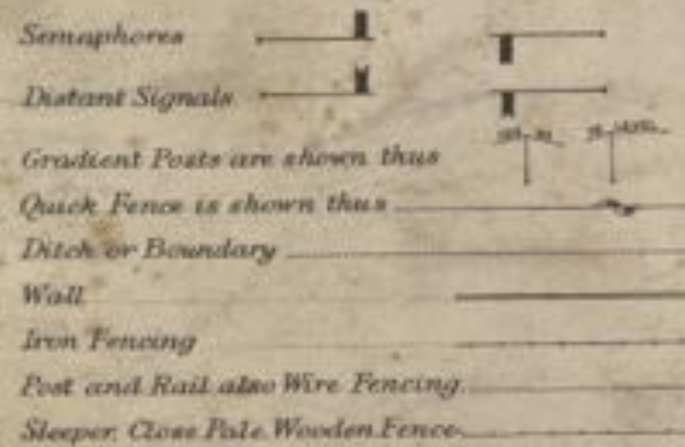 Semaphores
Distant Signals
Gradient Posts are shown thus
Quick Fence is shown thus
Ditch or Boundary
Wall
Iron Fencing
Post and Rail also Wire Fencing.
Sleeper, Close Pale, Wooden Fence